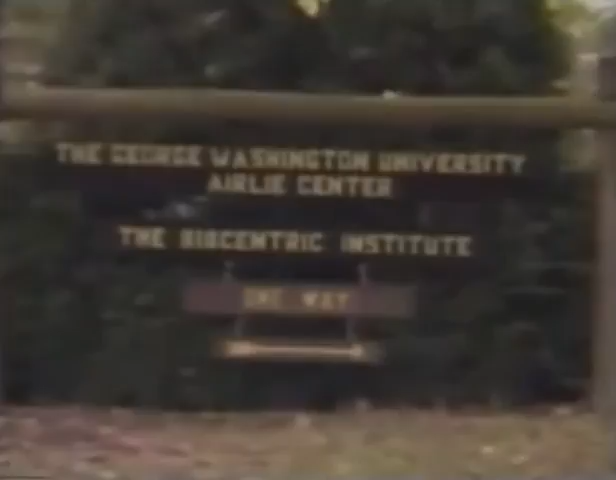 THE GEORGE WASHINGTON UNIVERSITY
AIRLIE CENTER
THE BIOCENTRIC INSTITUTE
ONE WAY